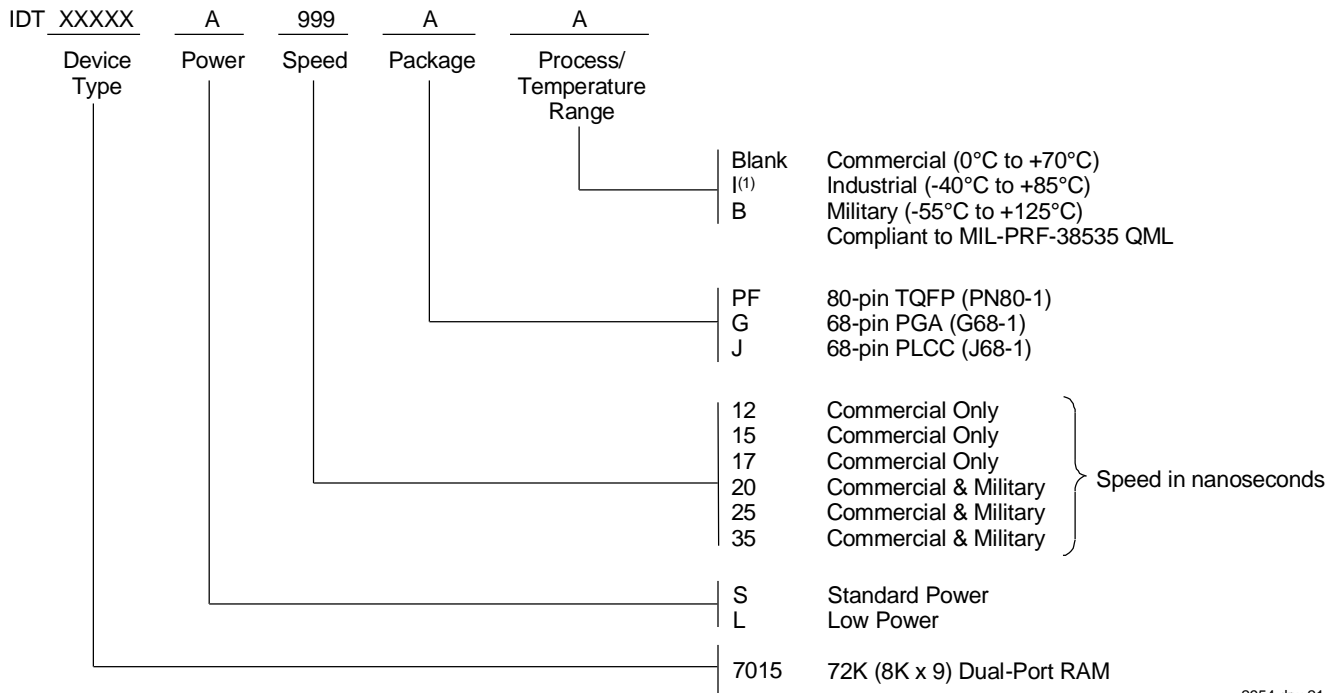 IDT XXXXX A 999 A A
Device Type Power Speed Package Process/ Temperature Range
Blank Commercial (0°C to +70°C)
I(1) Industrial (-40°C to +85°C)
B Military (-55°C to +125°C)
Compliant to MIL-PRF-38535 QML
PF 80-pin TQFP (PN80-1)
G 68-pin PGA (G68-1)
J 68-pin PLCC (J68-1)
12 Commercial Only
15 Commercial Only
17 Commercial Only
20 Commercial & Military
25 Commercial & Military
35 Commercial & Military
Speed in nanoseconds
S Standard Power
L Low Power
7015 72K (8K x 9) Dual-Port RAM